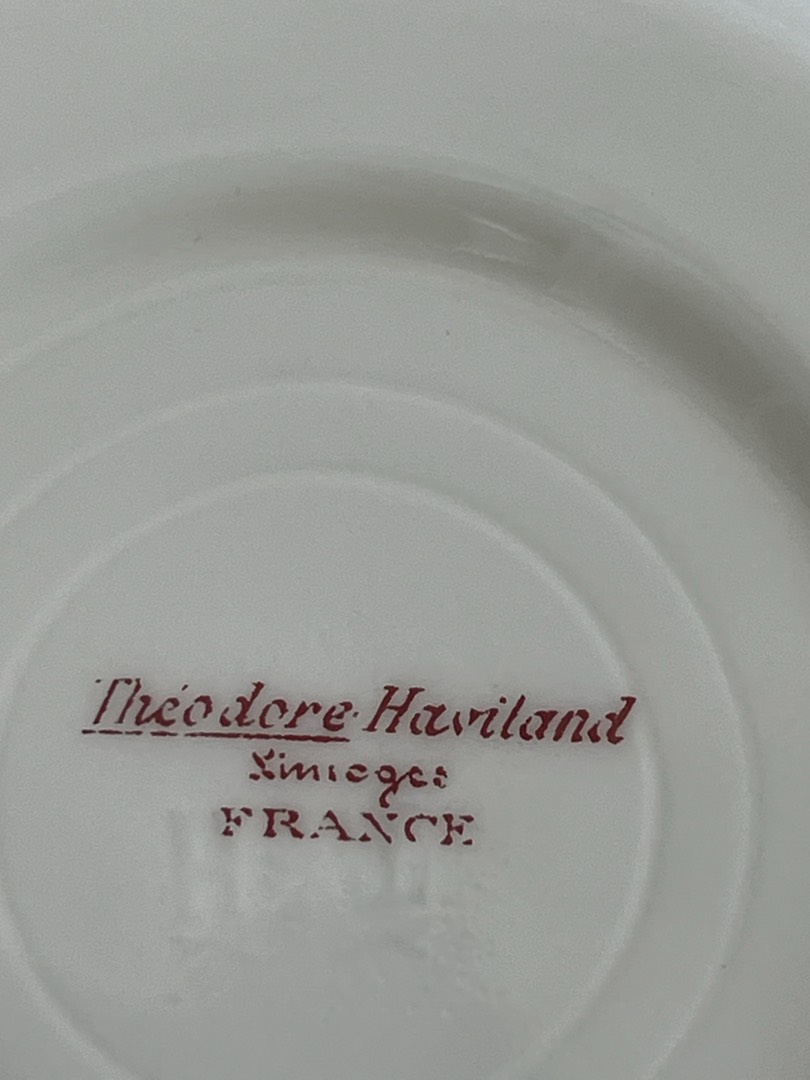 Théodore Haviland
Limoges
FRANCE